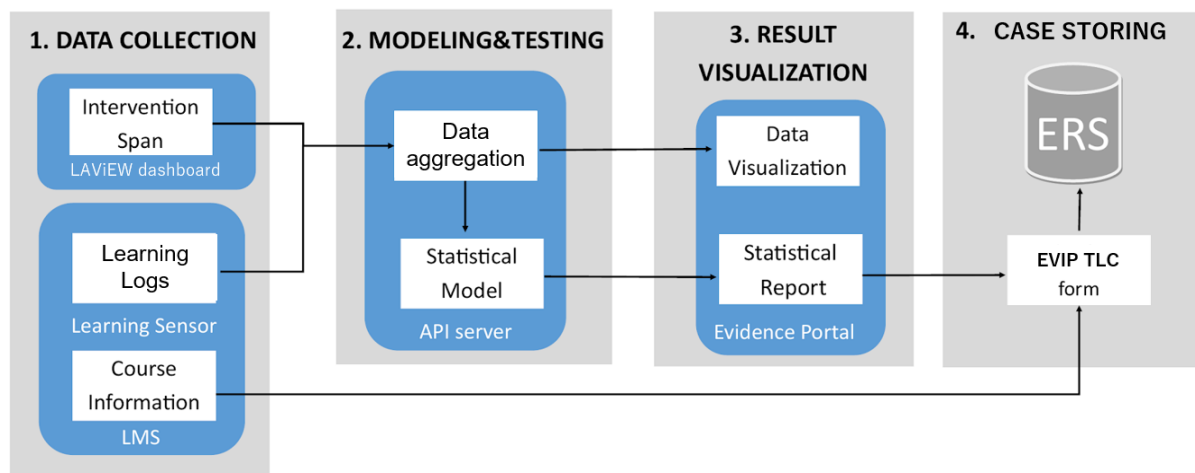 1. DATA COLLECTION
Intervention
Span
LAViEW dashboard
Learning
Logs
Learning Sensor
Course
Information
LMS
2. MODELING&TESTING
Data
aggregation
Statistical
Model
API server
3. RESULT
VISUALIZATION
Data
Visualization
Statistical
Report
Evidence Portal
4. CASE STORING
ERS
EVIP TLC
form